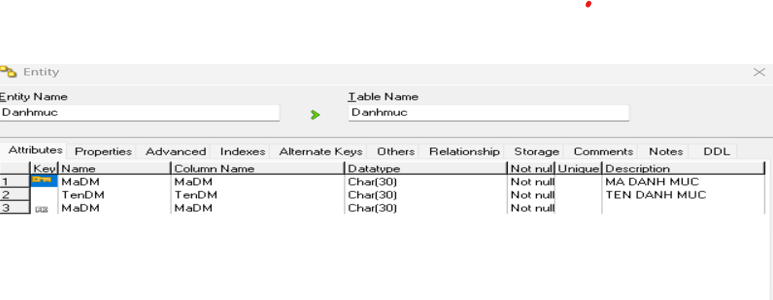 Entity
Entity Name
Table Name
Danhmuc
Danhmuc
Attributes Properties Advanced Indexes Alternate Keys Others Relationship Storage Comments Notes DDL
Key Name Column Name Datatype Not nul Unique Description
1 MaDM MaDM Char(30) Not null MA DANH MUC
2 TenDM TenDM Char(30) Not null TEN DANH MUC
3 MaDM MaDM Char(30) Not null